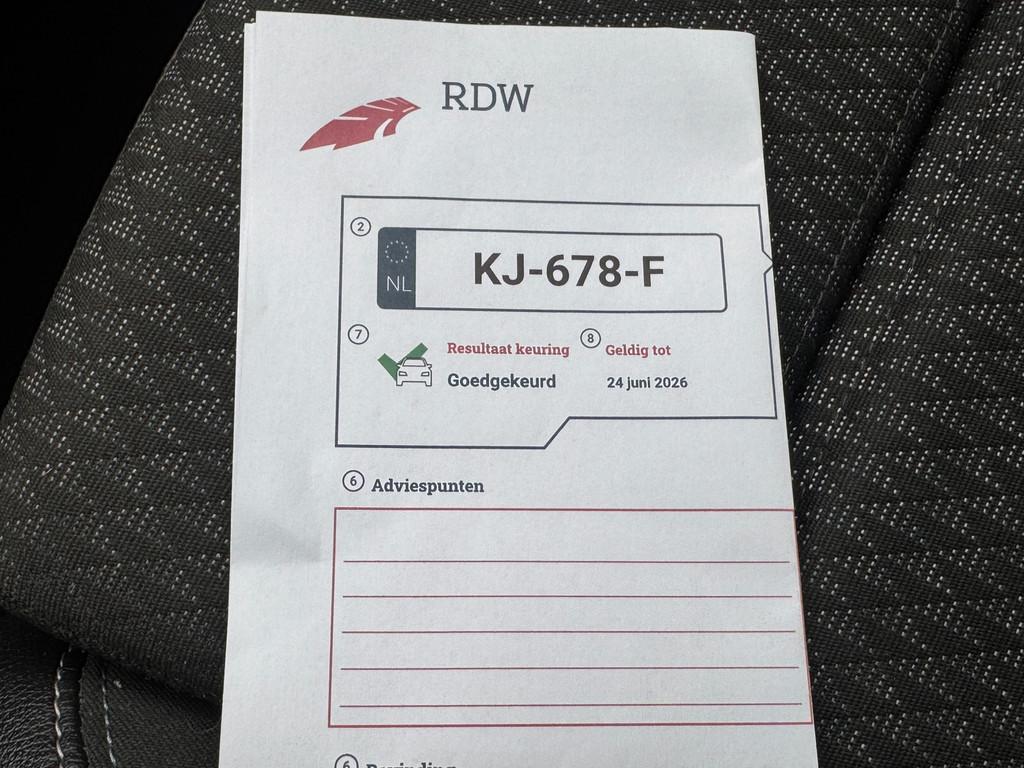 RDW
2
NL
KJ-678-F
7
Resultaat keuring
Goedgekeurd
8
Geldig tot
24 juni 2026
6 Adviespunten
6